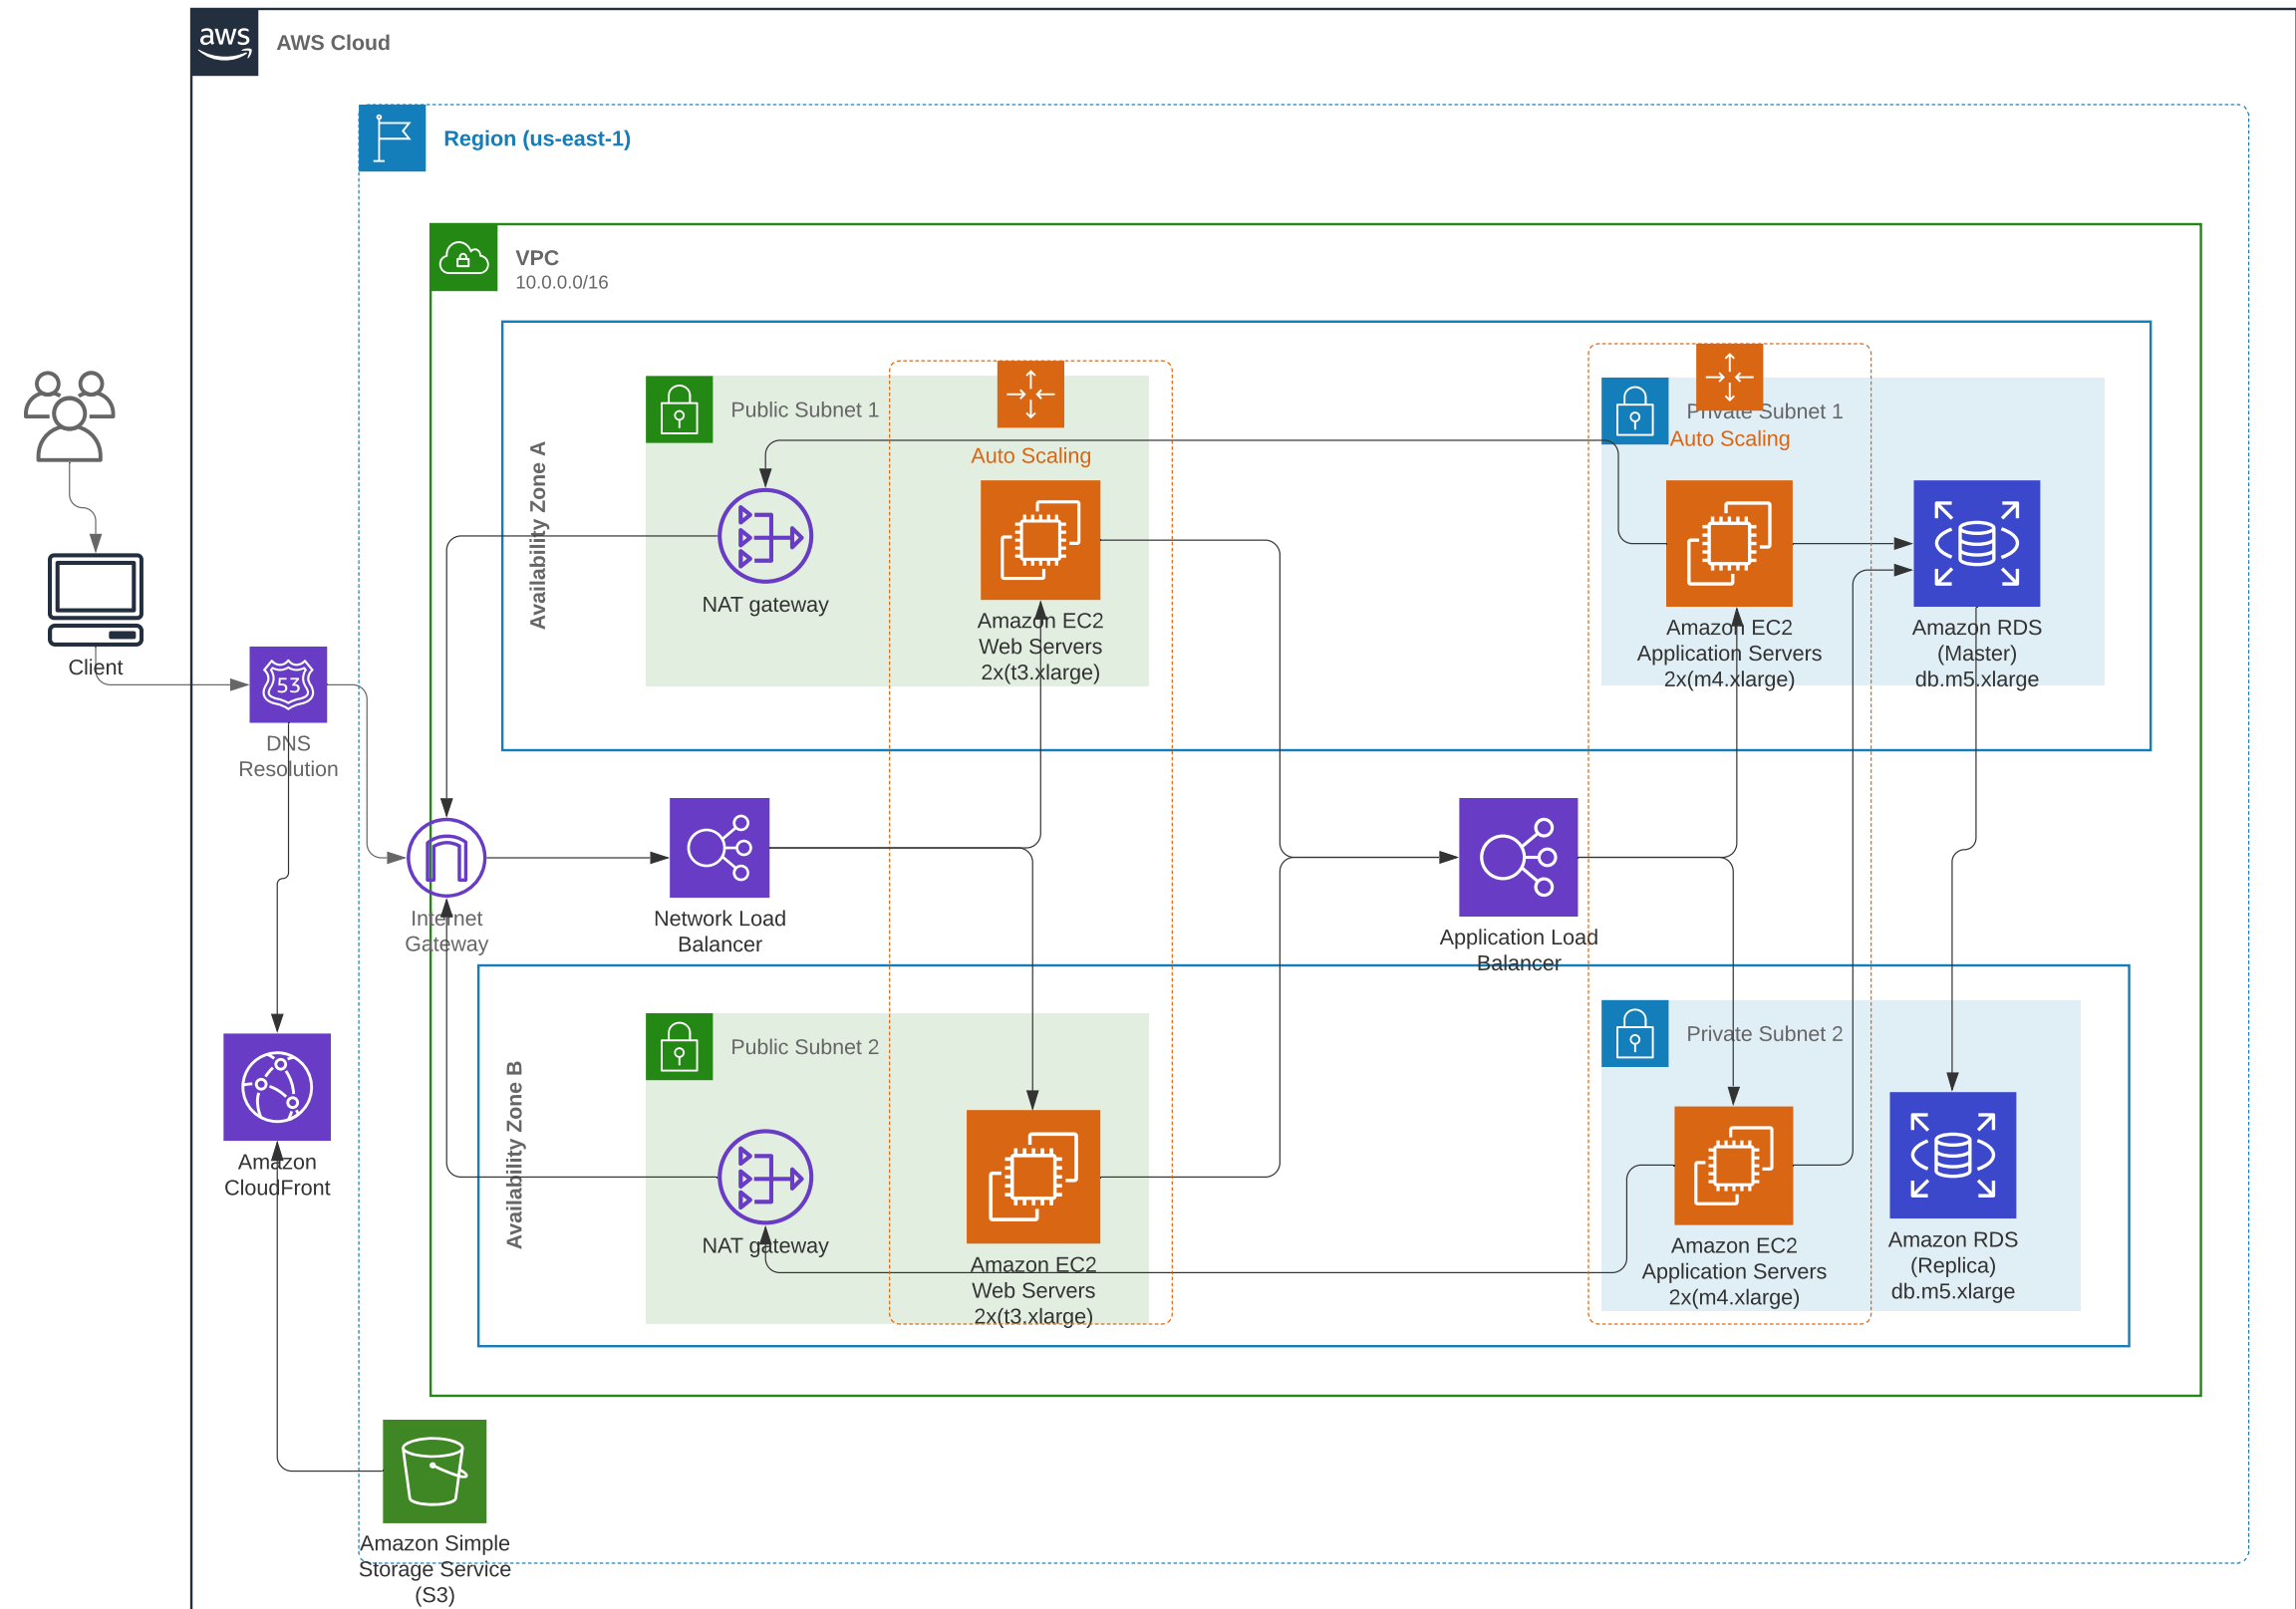 aws
AWS Cloud
Region (us-east-1)
VPC
10.0.0.0/16
Availability Zone A
Public Subnet 1
Auto Scaling
NAT gateway
Amazon EC2
Web Servers
2x(t3.xlarge)
Private Subnet 1
Auto Scaling
Amazon EC2
Application Servers
2x(m4.xlarge)
Amazon RDS
(Master)
db.m5.xlarge
Client
53
DNS
Resolution
Internet
Gateway
Network Load
Balancer
Application Load
Balancer
Availability Zone B
Public Subnet 2
NAT gateway
Amazon EC2
Web Servers
2x(t3.xlarge)
Private Subnet 2
Amazon EC2
Application Servers
2x(m4.xlarge)
Amazon RDS
(Replica)
db.m5.xlarge
Amazon
CloudFront
Amazon Simple
Storage Service
(S3)